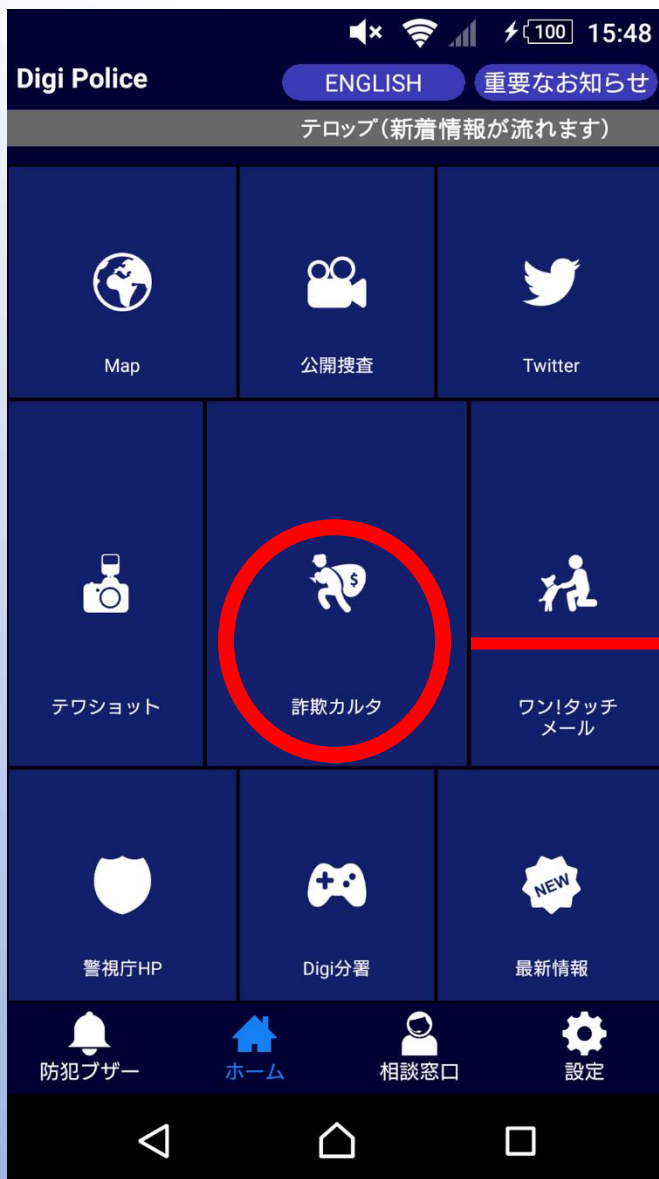 100 15:48
Digi Police ENGLISH 重要なお知らせ
テロップ(新着情報が流れます)
Map 公開捜査 Twitter
$
テワショット 詐欺カルタ ワン!タッチ
メール
NEW
警視庁HP Digi分署 最新情報
防犯ブザー ホーム 相談窓口 設定